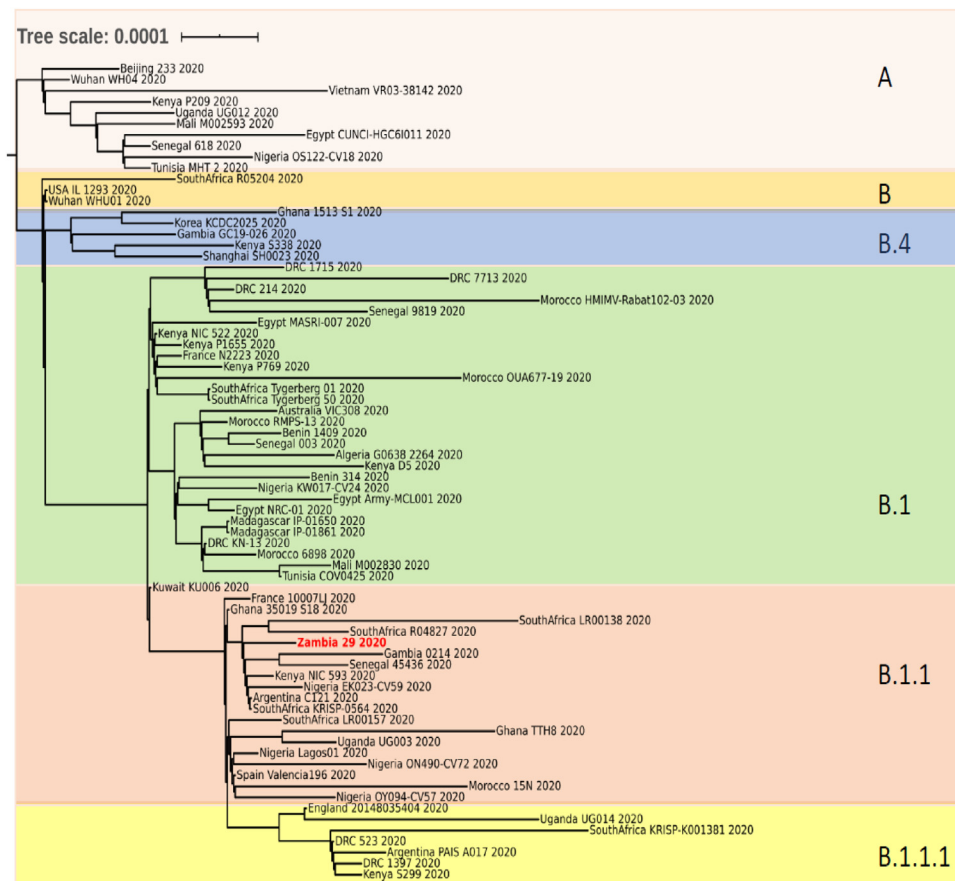 Tree scale: 0.0001
A
Beijing 233 2020
Wuhan WH04 2020
Vietnam VR03-38142 2020
Kenya P209 2020
Uganda UG012 2020
Mali M002593 2020
Egypt CUNCI-HGC6I011 2020
Senegal 618 2020
Nigeria OS122-CV18 2020
Tunisia MHT 2 2020
SouthAfrica R05204 2020
B
USA IL 1293 2020
Wuhan WHU01 2020
Ghana 1513 S1 2020
Korea KCDC2025 2020
Gambia GC19-026 2020
B.4
Kenya S338 2020
Shanghai SH0023 2020
DRC 1715 2020
DRC 7713 2020
DRC 214 2020
Morocco HMIMV-Rabat102-03 2020
Senegal 9819 2020
Egypt MASRI-007 2020
Kenya NIC 522 2020
Kenya P1655 2020
France N2223 2020
Kenya P769 2020
Morocco OUA677-19 2020
SouthAfrica Tygerberg 01 2020
SouthAfrica Tygerberg 50 2020
Australia VIC308 2020
Morocco RMPS-13 2020
Benin 1409 2020
Senegal 003 2020
Algeria G0638 2264 2020
Kenya D5 2020
Benin 314 2020
Nigeria KW017-CV24 2020
Egypt Army-MCL001 2020
B.1
Egypt NRC-01 2020
Madagascar IP-01650 2020
Madagascar IP-01861 2020
DRC KN-13 2020
Morocco 6898 2020
Mali M002830 2020
Tunisia COV0425 2020
Kuwait KU006 2020
France 10007LJ 2020
Ghana 35019 S18 2020
SouthAfrica LR00138 2020
SouthAfrica R04827 2020
Zambia 29 2020
Gambia 0214 2020
Senegal 45436 2020
B.1.1
Kenya NIC 593 2020
Nigeria EK023-CV59 2020
Argentina C121 2020
SouthAfrica KRISP-0564 2020
SouthAfrica LR00157 2020
Ghana TTH8 2020
Uganda UG003 2020
Nigeria Lagos01 2020
Nigeria ON490-CV72 2020
Spain Valencia196 2020
Morocco 15N 2020
Nigeria OY094-CV57 2020
England 20148035404 2020
Uganda UG014 2020
SouthAfrica KRISP-K001381 2020
DRC 523 2020
Argentina PAIS A017 2020
B.1.1.1
DRC 1397 2020
Kenya S299 2020